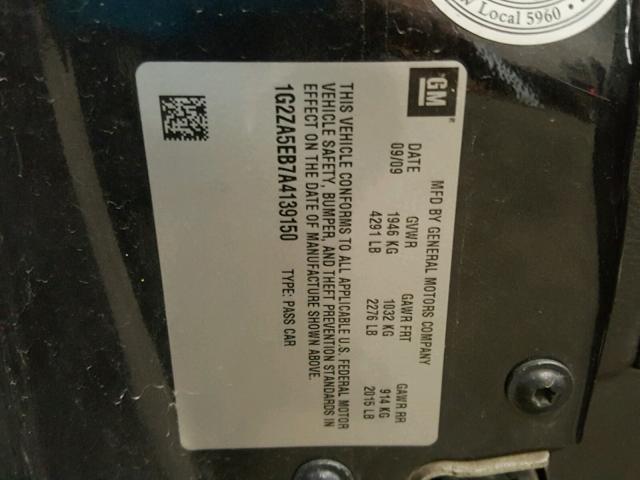 W Local 5960 •
GM
MFD BY GENERAL MOTORS COMPANY
DATE GVWR GAWR FRT GAWR RR
09/09 1946 KG 1032 KG 914 KG
4291 LB 2276 LB 2015 LB
THIS VEHICLE CONFORMS TO ALL APPLICABLE U.S. FEDERAL MOTOR
VEHICLE SAFETY, BUMPER, AND THEFT PREVENTION STANDARDS IN
EFFECT ON THE DATE OF MANUFACTURE SHOWN ABOVE.
1G2ZA5EB7A4139150 TYPE: PASS CAR